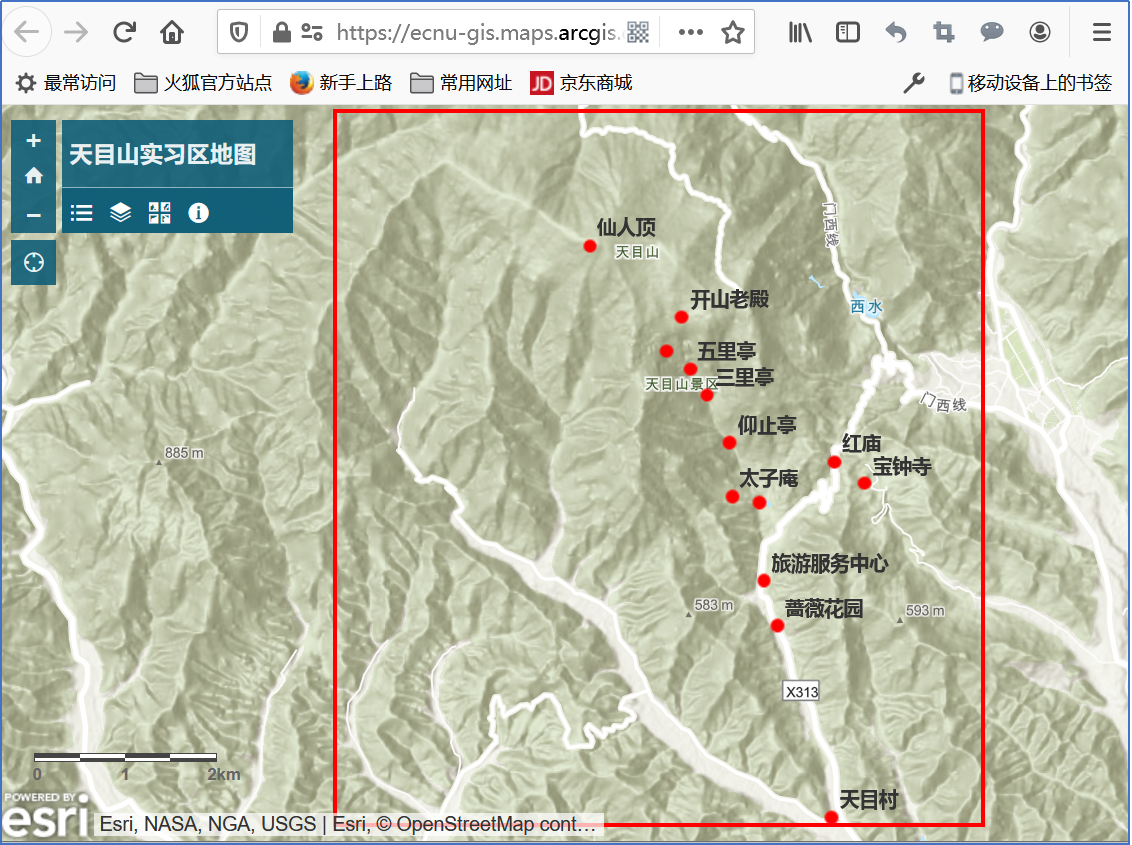 https://ecnu-gis.maps.arcgis.
最常访问 火狐官方站点 新手上路 常用网址 JD 京东商城 移动设备上的书签
天目山实习区地图
门西线
仙人顶
天目山
开山老殿
西水
五里亭
三里亭
天目山景区
门西线
仰止亭
红庙
885 m
宝钟寺
太子庵
旅游服务中心
583 m
蔷薇花园
593 m
X313
0 1 2km
天目村
POWERED BY
esri
Esri, NASA, NGA, USGS | Esri, © OpenStreetMap cont…